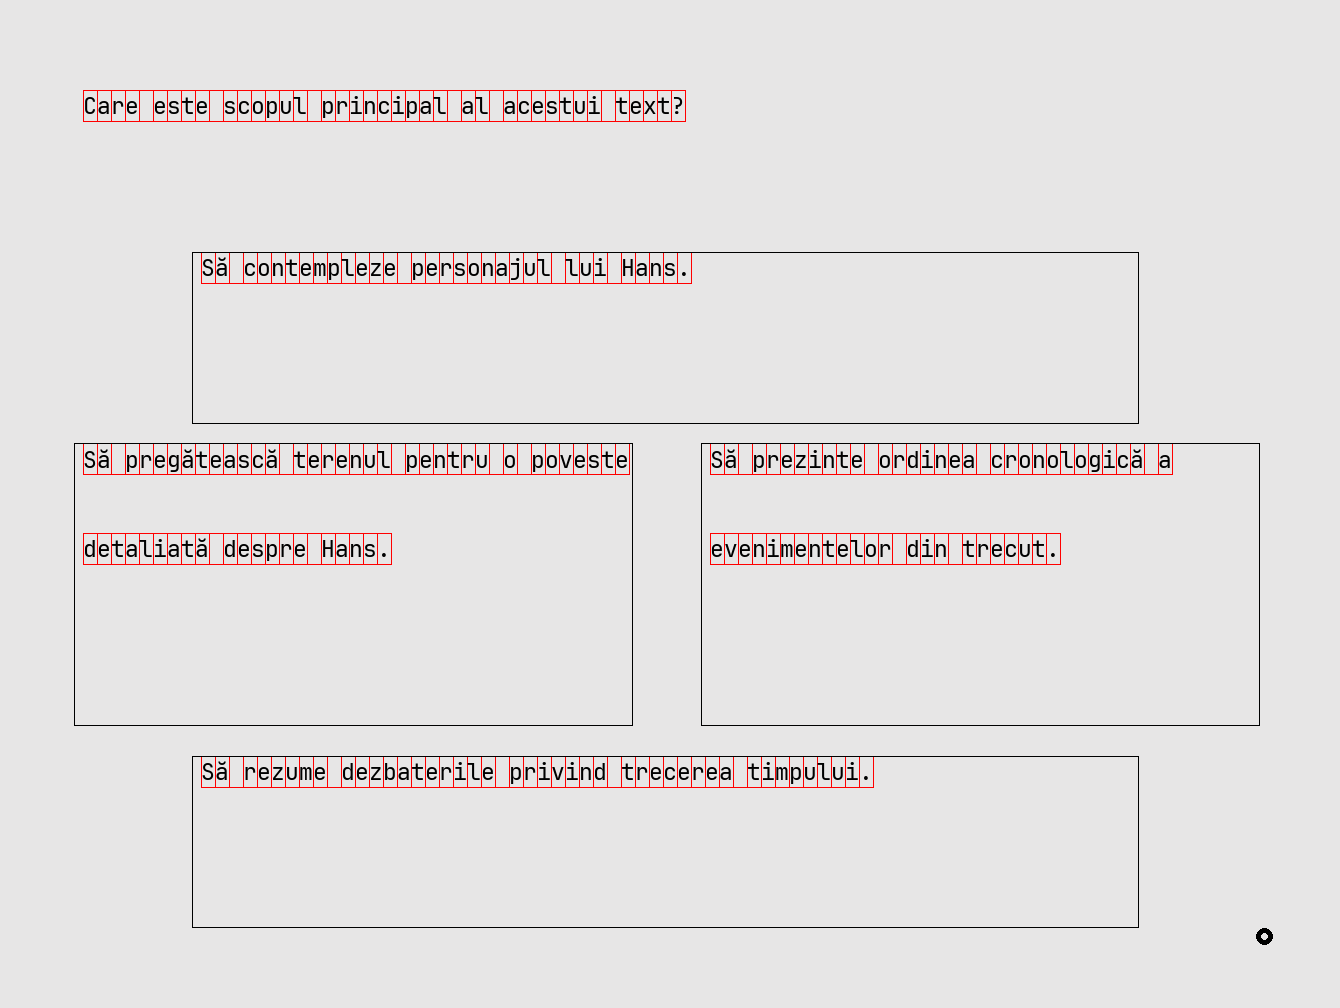 Care este scopul principal al acestui text?
Să contempleze personajul lui Hans.
Să pregătească terenul pentru o poveste
detaliată despre Hans.
Să prezinte ordinea cronologică a
evenimentelor din trecut.
Să rezume dezbaterile privind trecerea timpului.